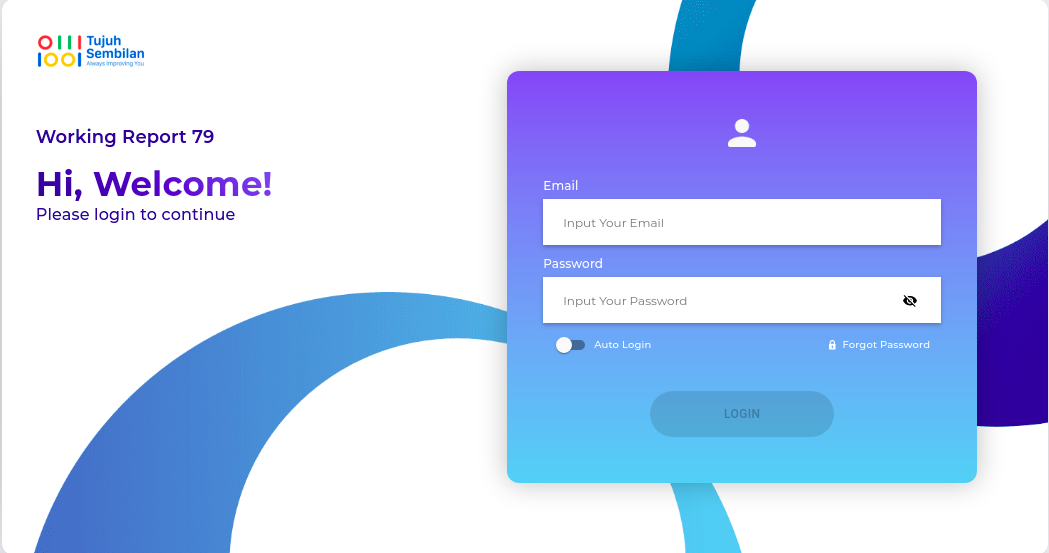 Tujuh
Sembilan
Always Improving You
Working Report 79
Hi, Welcome!
Please login to continue
Email
Input Your Email
Password
Input Your Password
Auto Login
Forgot Password
LOGIN